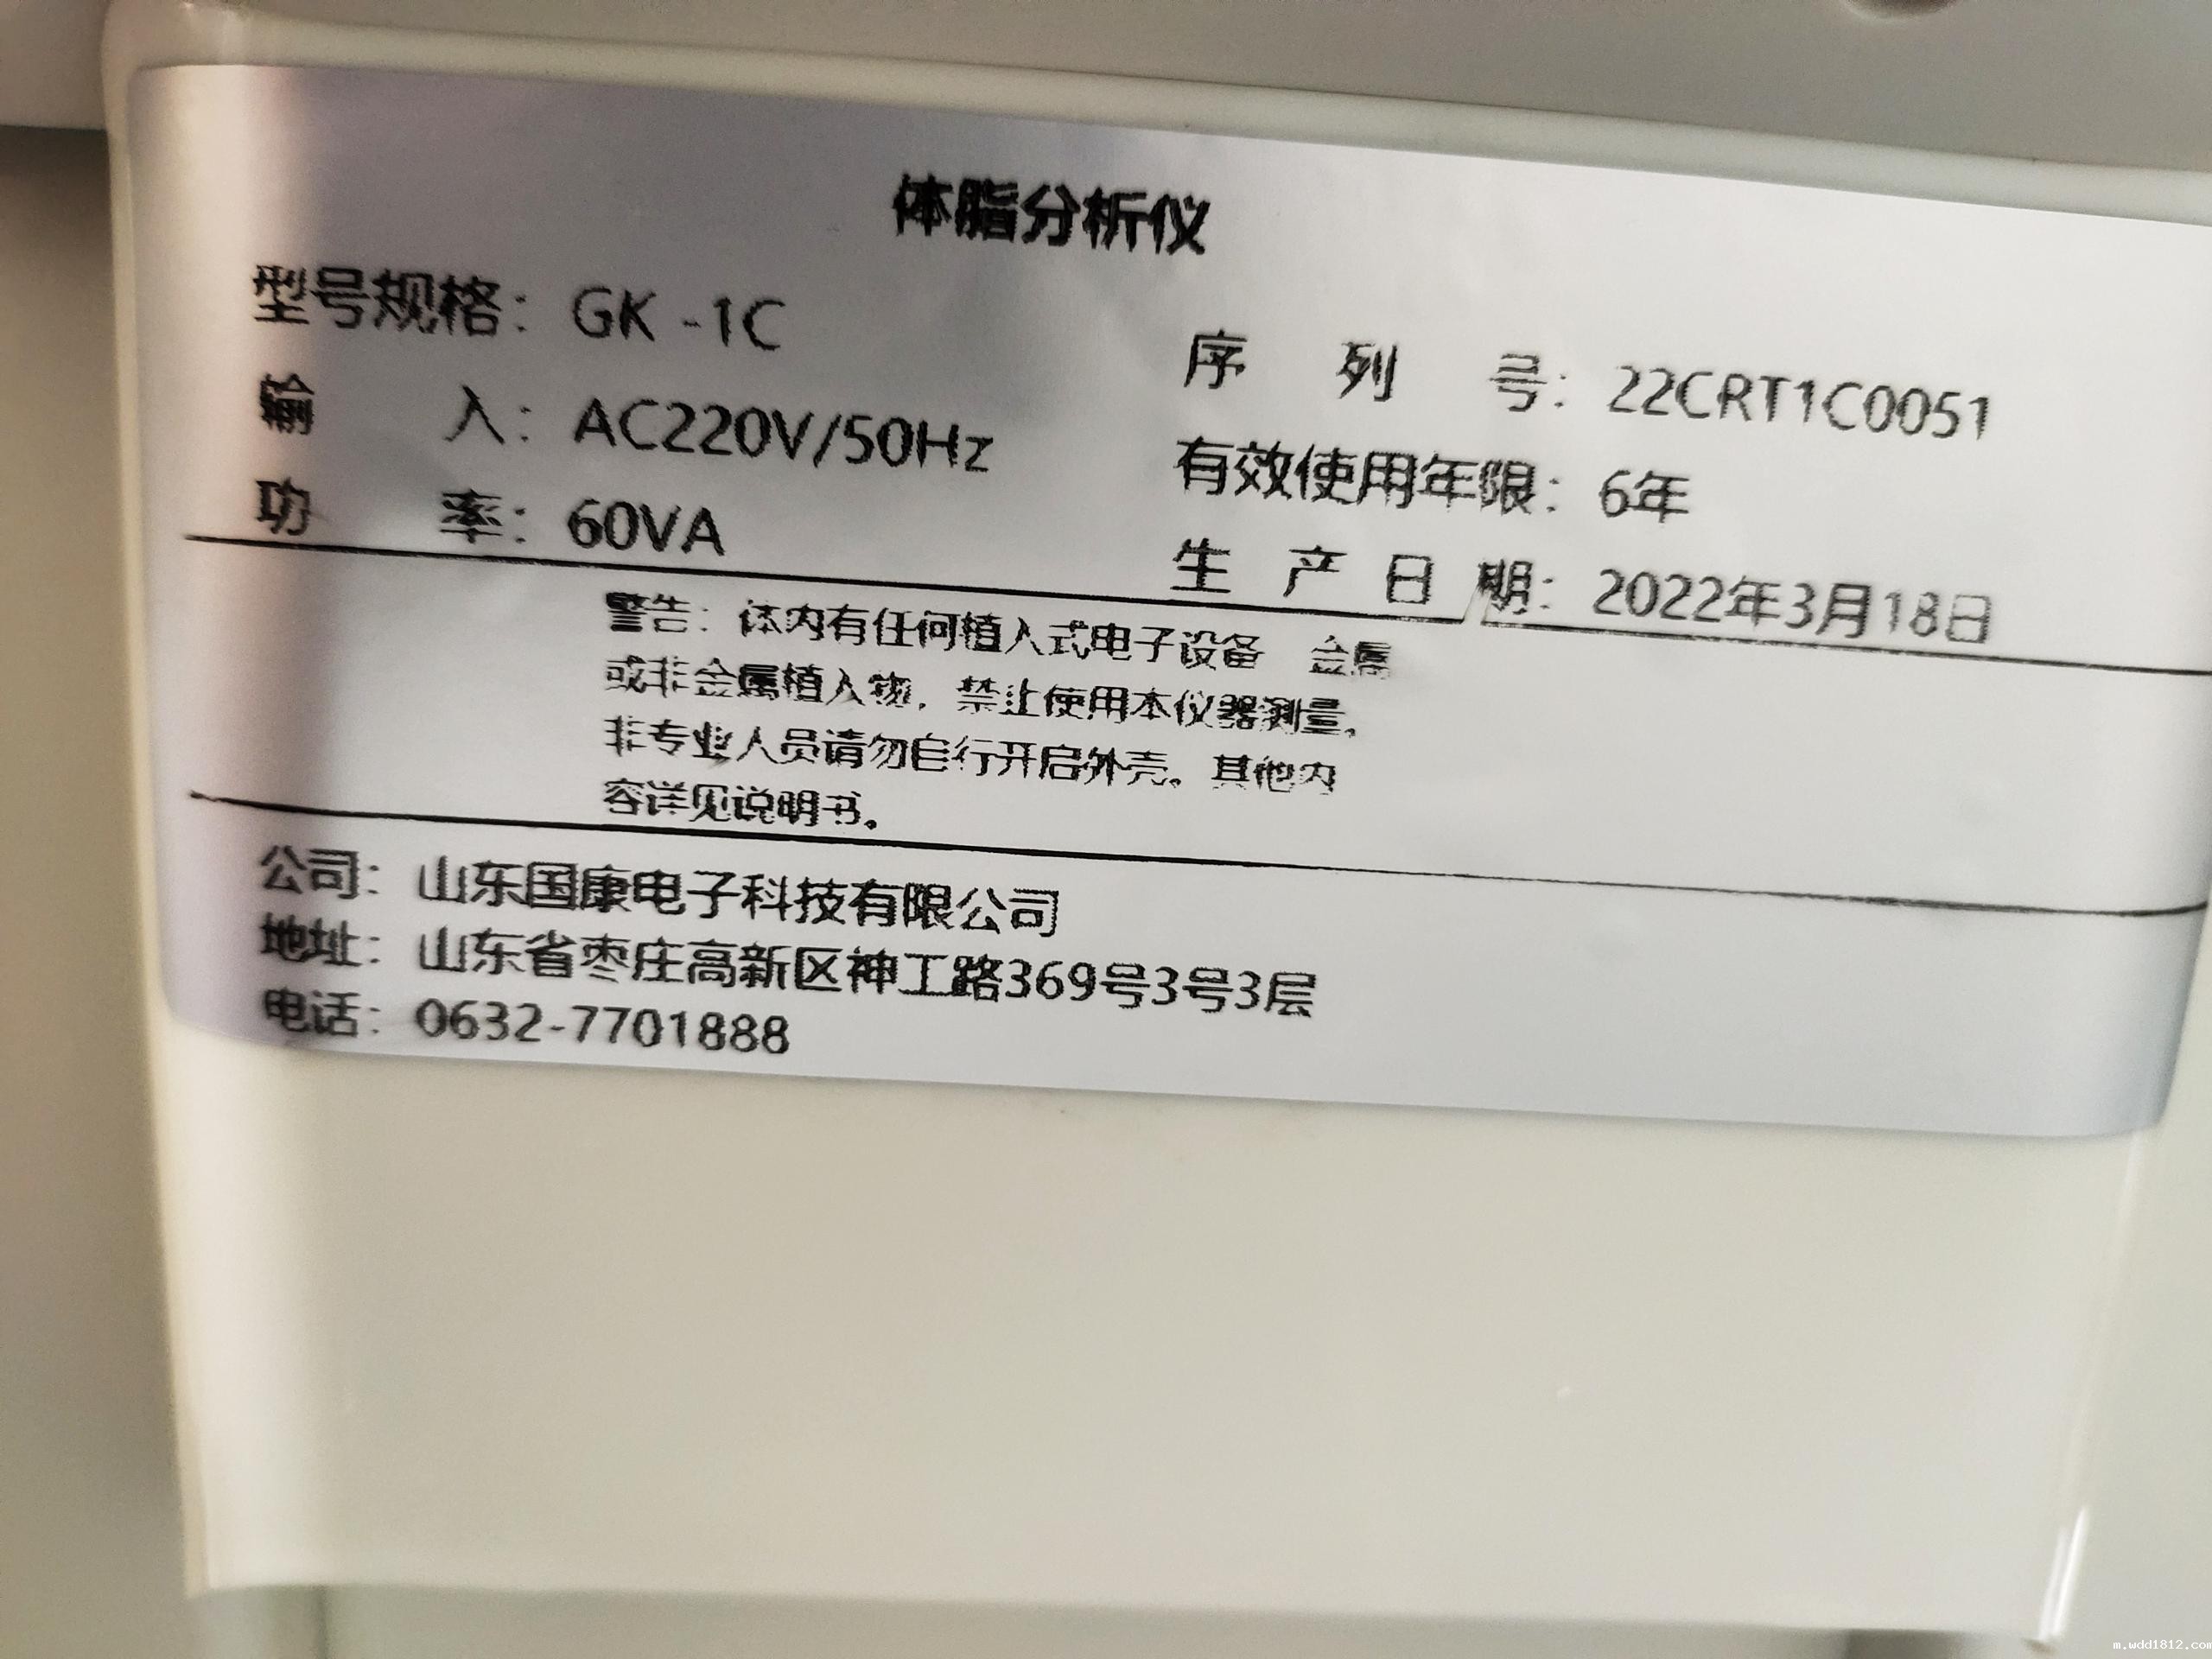 体脂分析仪
型号规格：GK -1C
序列号：22CRT1C0051
输入：AC220V/50Hz
有效使用年限：6年
功率：60VA
生产日期：2022年3月18日
警告：体内有任何植入式电子设备 金属
或非金属植入物，禁止使用本仪器测量，
非专业人员请勿自行开启外壳。其他内
容详见说明书。
公司：山东国康电子科技有限公司
地址：山东省枣庄高新区神工路369号3号3层
电话：0632-7701888
m.wdd1812.com